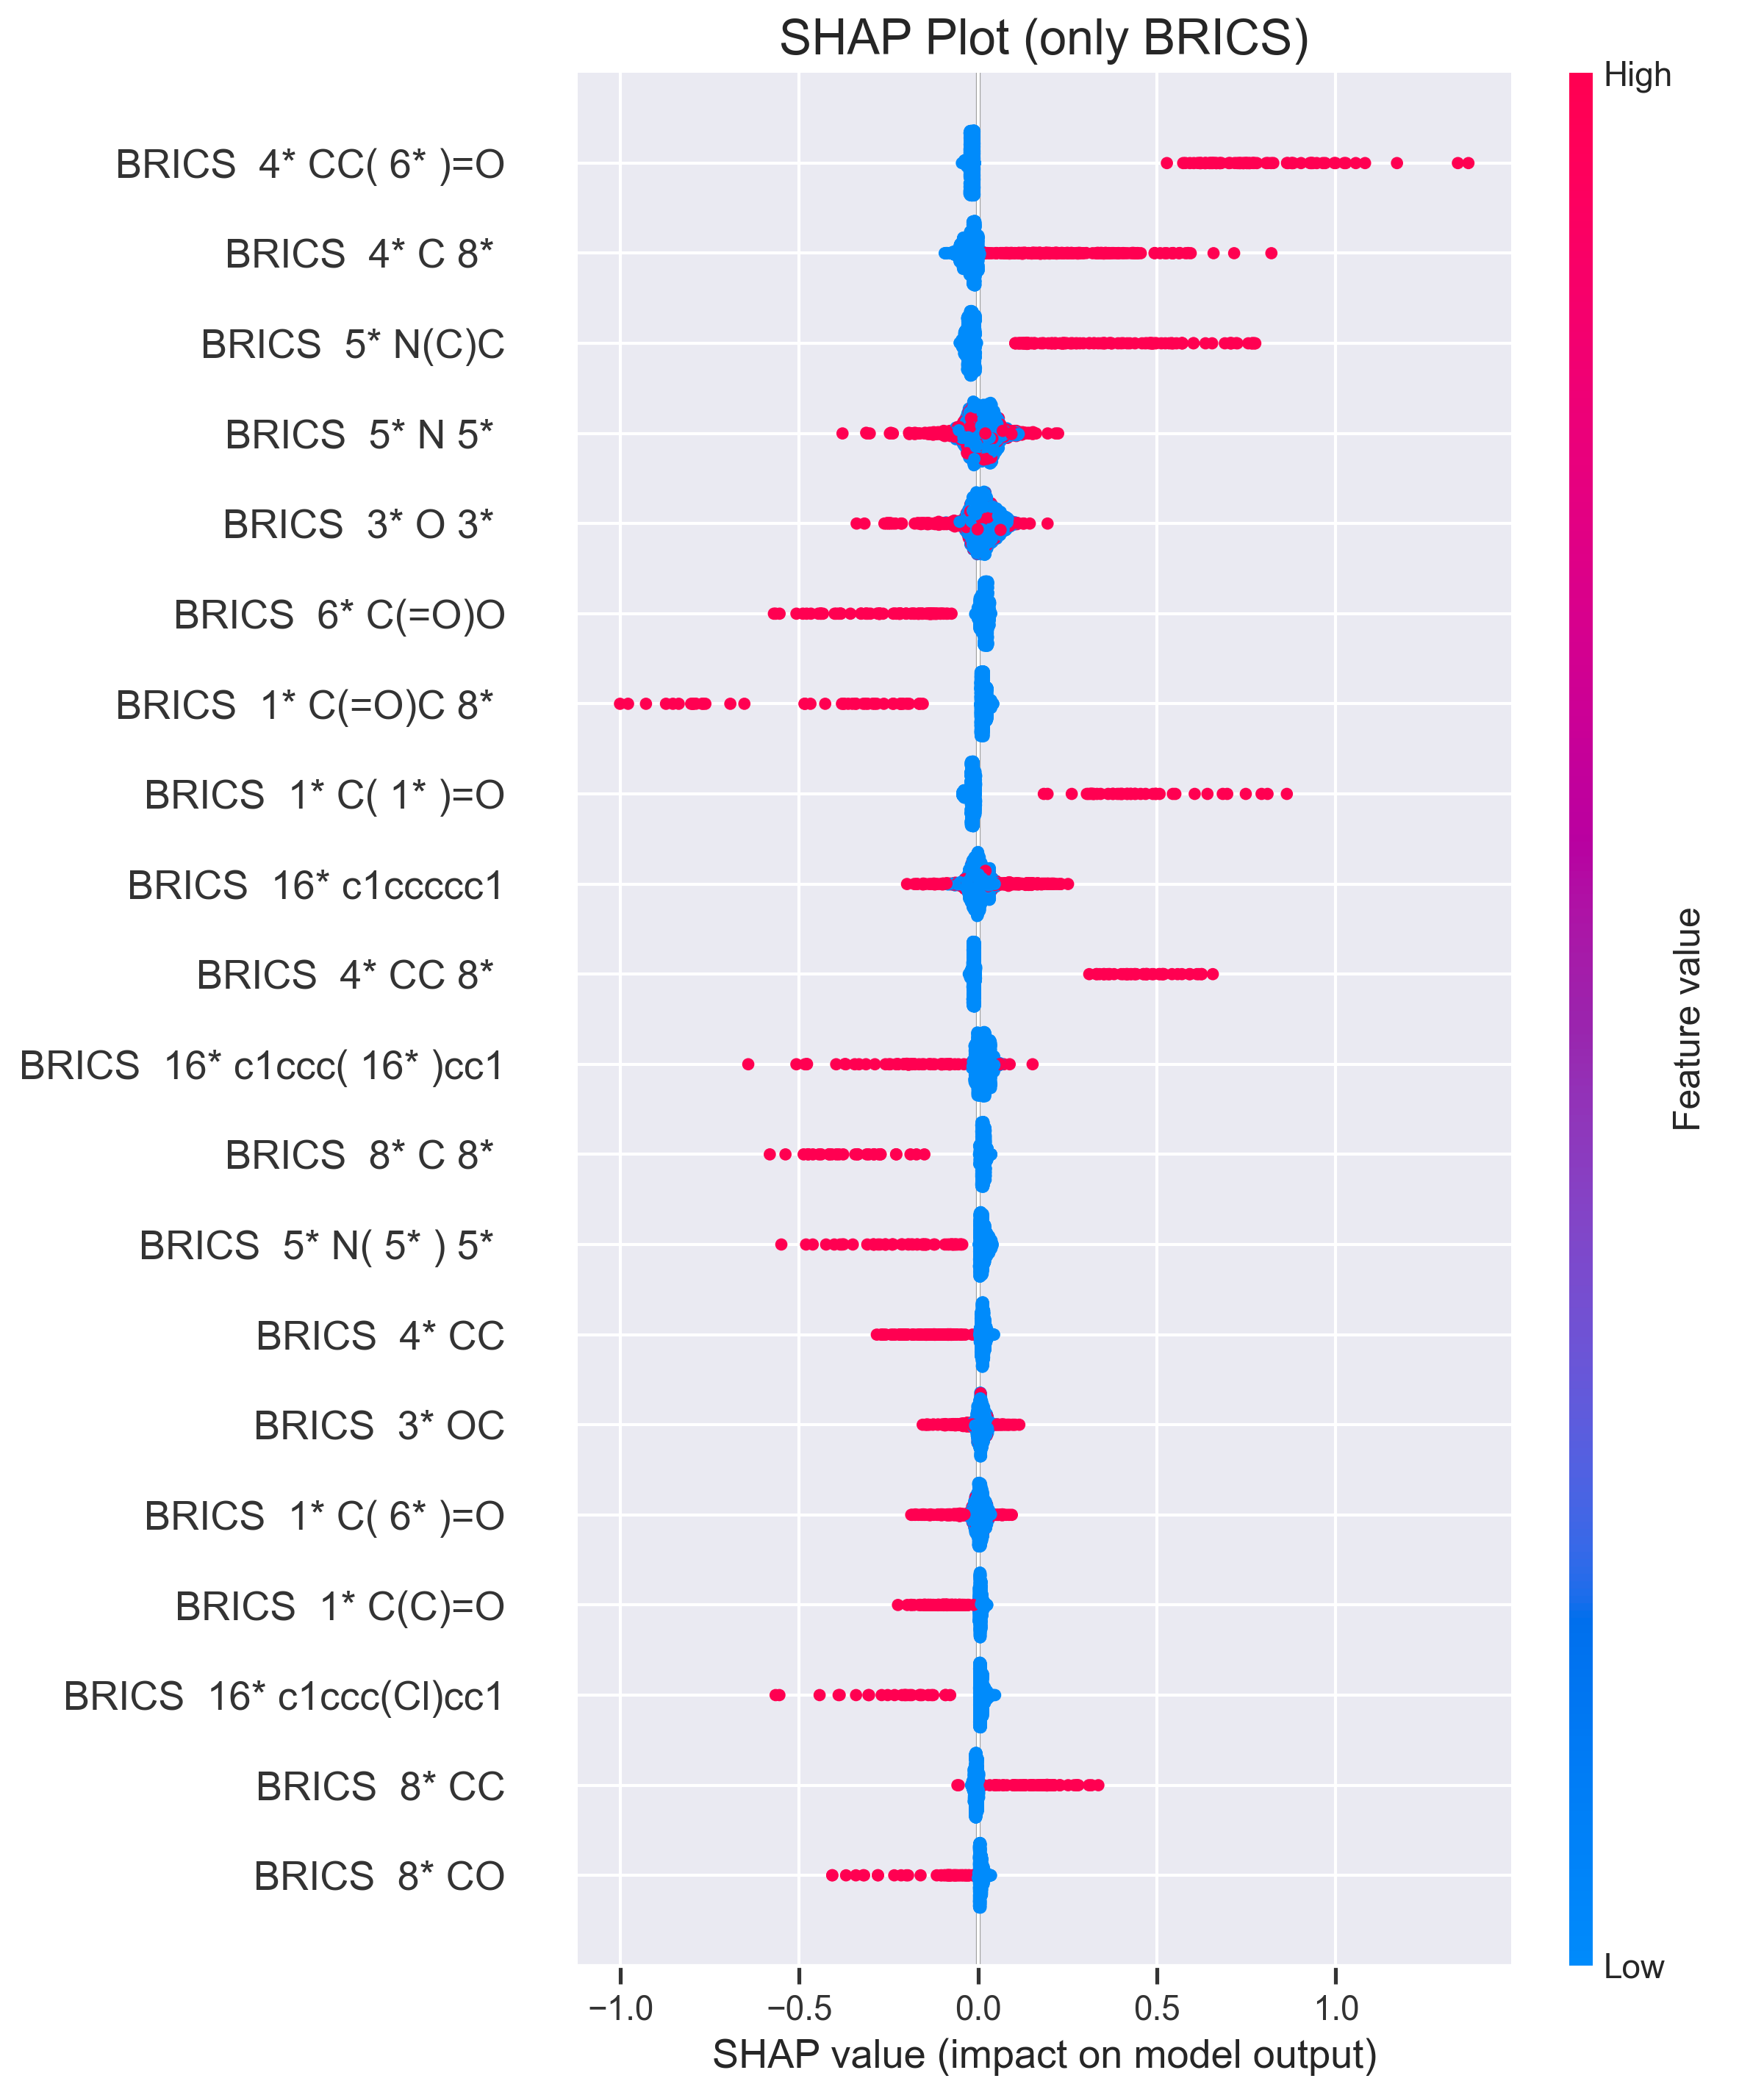 SHAP Plot (only BRICS)
High
BRICS  4* CC( 6* )=O
BRICS  4* C 8*
BRICS  5* N(C)C
BRICS  5* N 5*
BRICS  3* O 3*
BRICS  6* C(=O)O
BRICS  1* C(=O)C 8*
BRICS  1* C( 1* )=O
BRICS  16* c1ccccc1
BRICS  4* CC 8*
BRICS  16* c1ccc( 16* )cc1
BRICS  8* C 8*
BRICS  5* N( 5* ) 5*
BRICS  4* CC
BRICS  3* OC
BRICS  1* C( 6* )=O
BRICS  1* C(C)=O
BRICS  16* c1ccc(Cl)cc1
BRICS  8* CC
BRICS  8* CO
Feature value
Low
−1.0 −0.5 0.0 0.5 1.0
SHAP value (impact on model output)